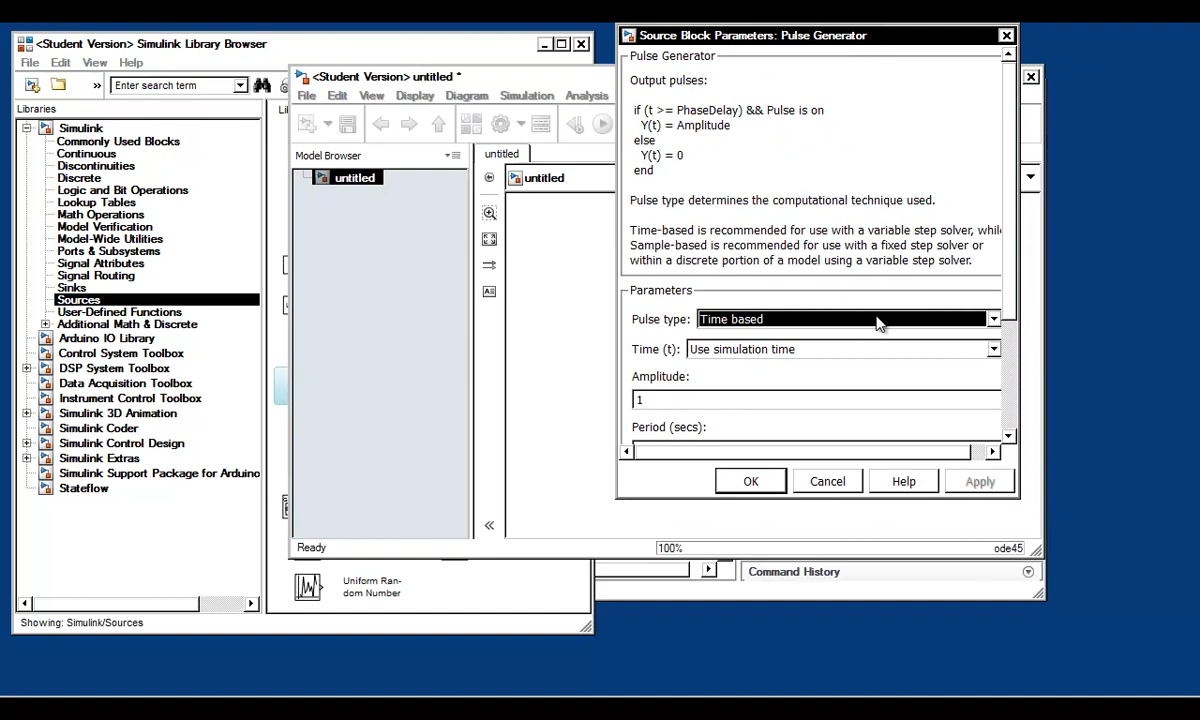 <Student Version> Simulink Library Browser
File Edit View Help
» Enter search term
Libraries
Simulink
Commonly Used Blocks
Continuous
Discontinuities
Discrete
Logic and Bit Operations
Lookup Tables
Math Operations
Model Verification
Model-Wide Utilities
Ports & Subsystems
Signal Attributes
Signal Routing
Sinks
Sources
User-Defined Functions
Additional Math & Discrete
Arduino IO Library
Control System Toolbox
DSP System Toolbox
Data Acquisition Toolbox
Instrument Control Toolbox
Simulink 3D Animation
Simulink Coder
Simulink Control Design
Simulink Extras
Simulink Support Package for Arduino
Stateflow
Showing: Simulink/Sources
Uniform Ran-
dom Number
<Student Version> untitled *
File Edit View Display Diagram Simulation Analysis
Model Browser
untitled
untitled
untitled
Ready
100%
ode45
Command History
Source Block Parameters: Pulse Generator
Pulse Generator
Output pulses:
if (t >= PhaseDelay) && Pulse is on
Y(t) = Amplitude
else
Y(t) = 0
end
Pulse type determines the computational technique used.
Time-based is recommended for use with a variable step solver, while
Sample-based is recommended for use with a fixed step solver or
within a discrete portion of a model using a variable step solver.
Parameters
Pulse type: Time based
Time (t): Use simulation time
Amplitude:
1
Period (secs):
OK Cancel Help Apply